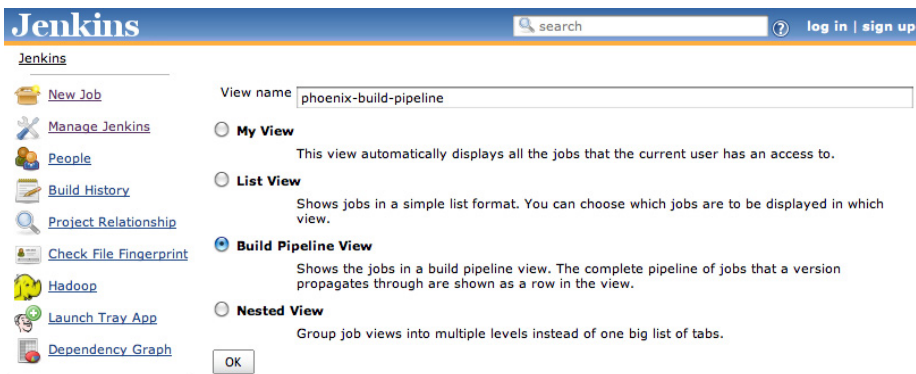 Jenkins
search
? log in | sign up
Jenkins
New Job
Manage Jenkins
People
Build History
Project Relationship
Check File Fingerprint
Hadoop
Launch Tray App
Dependency Graph
View name phoenix-build-pipeline
My View
This view automatically displays all the jobs that the current user has an access to.
List View
Shows jobs in a simple list format. You can choose which jobs are to be displayed in which
view.
Build Pipeline View
Shows the jobs in a build pipeline view. The complete pipeline of jobs that a version
propagates through are shown as a row in the view.
Nested View
Group job views into multiple levels instead of one big list of tabs.
OK